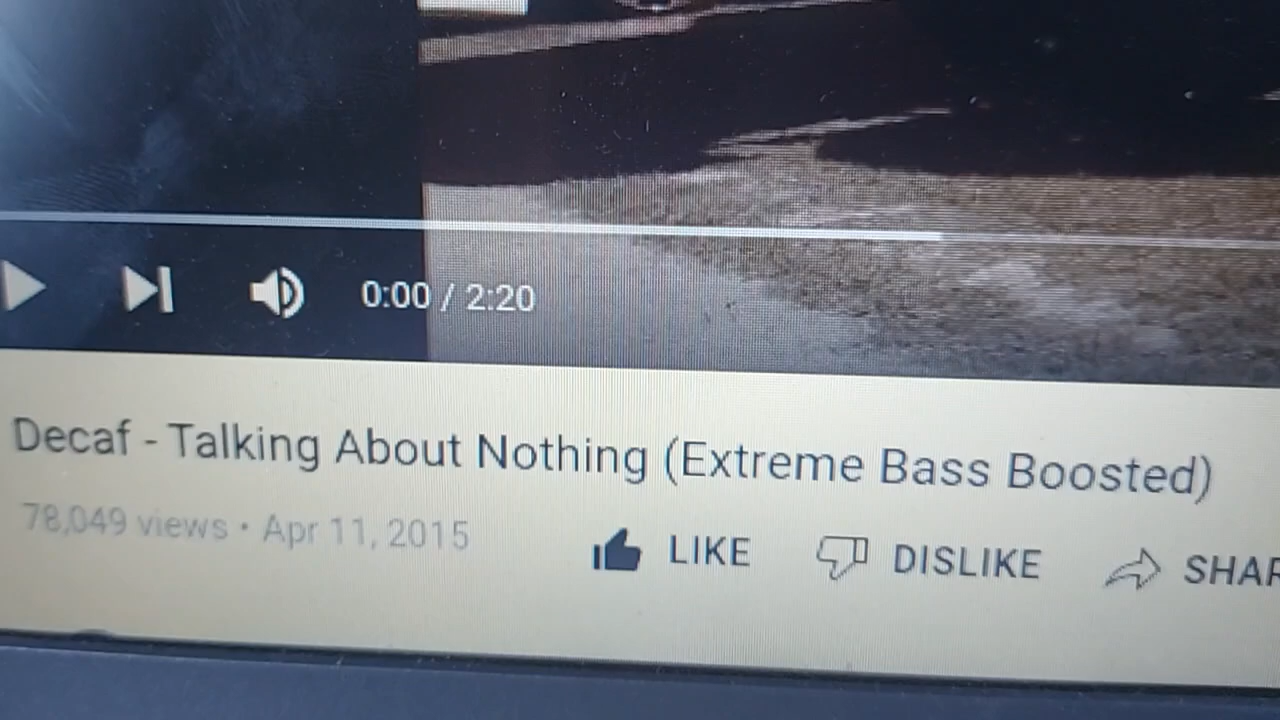 0:00 / 2:20
Decaf - Talking About Nothing (Extreme Bass Boosted)
78,049 views • Apr 11, 2015 LIKE DISLIKE SHAR